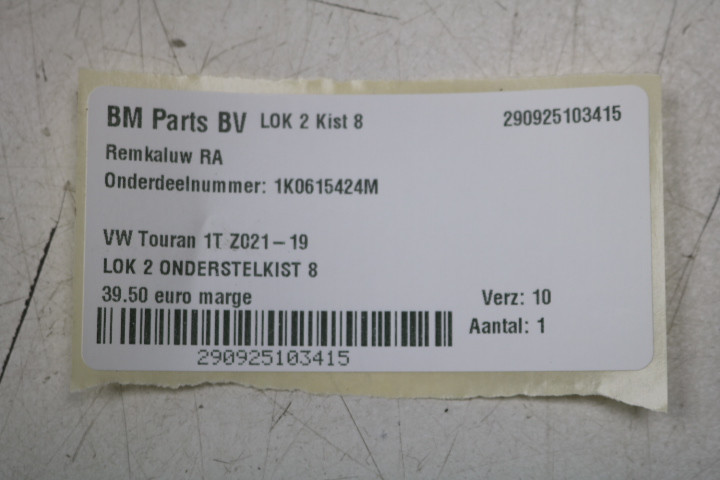 BM Parts BV LOK 2 Kist 8 290925103415
Remkaluw RA
Onderdeelnummer: 1K0615424M
VW Touran 1T Z021-19
LOK 2 ONDERSTELKIST 8
39.50 euro marge Verz: 10
Aantal: 1
290925103415